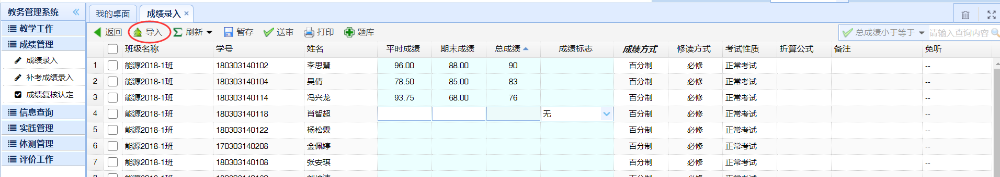 教务管理系统
我的桌面
成绩录入
教学工作
成绩管理
成绩录入
补考成绩录入
成绩复核认定
信息查询
实践管理
体测管理
评价工作
返回 导入 刷新 暂存 送审 打印 题库 总成绩小于等于 请输入查询内容
班级名称 学号 姓名 平时成绩 期末成绩 总成绩 成绩标志 成绩方式 修读方式 考试性质 折算公式 备注 免听
1 能源2018-1班 180303140102 李思慧 96.00 88.00 90 百分制 必修 正常考试 --
2 能源2018-1班 180303140104 吴倩 78.50 85.00 83 百分制 必修 正常考试 --
3 能源2018-1班 180303140114 冯兴龙 93.75 68.00 76 百分制 必修 正常考试 --
4 能源2018-1班 180303140118 肖智超 无 百分制 必修 正常考试 --
5 能源2018-1班 180303140122 杨松霖 百分制 必修 正常考试 --
6 能源2018-1班 170303140208 金佩婷 百分制 必修 正常考试 --
7 能源2018-1班 180303140108 张安琪 百分制 必修 正常考试 --